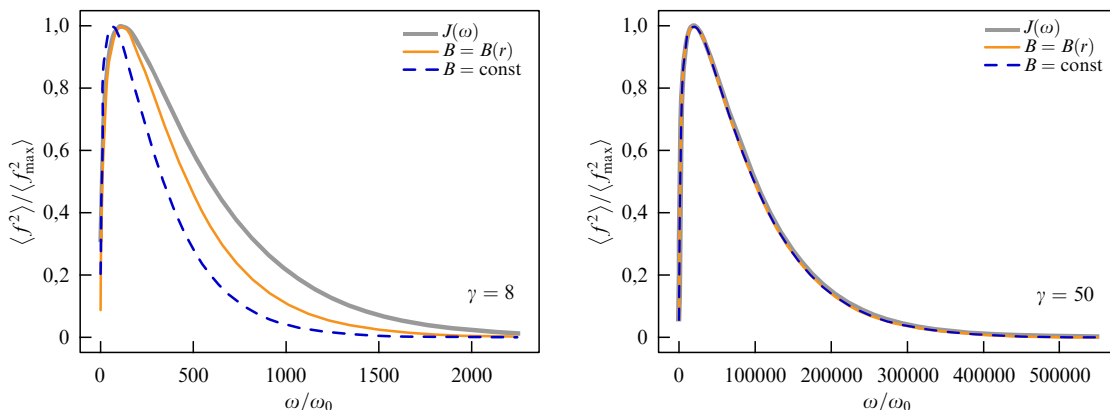 1,0
0,8
0,6
0,4
0,2
0
⟨f²⟩/⟨f²max⟩
J(ω)
B = B(r)
B = const
γ = 8
0 500 1000 1500 2000
ω/ω₀
1,0
0,8
0,6
0,4
0,2
0
⟨f²⟩/⟨f²max⟩
J(ω)
B = B(r)
B = const
γ = 50
0 100000 200000 300000 400000 500000
ω/ω₀